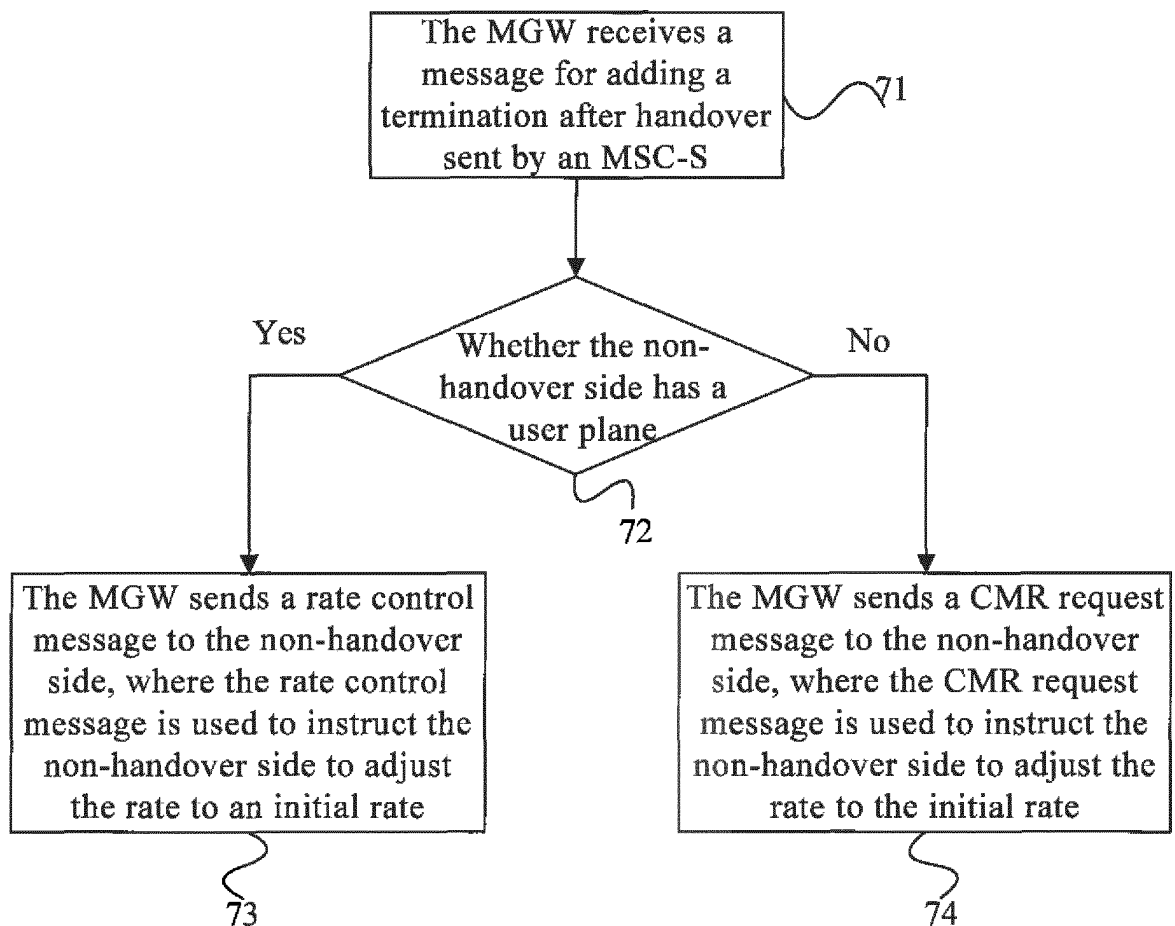 The MGW receives a
message for adding a
termination after handover
sent by an MSC-S
71
Yes
No
Whether the non-
handover side has a
user plane
72
The MGW sends a rate control
message to the non-handover
side, where the rate control
message is used to instruct the
non-handover side to adjust
the rate to an initial rate
The MGW sends a CMR request
message to the non-handover
side, where the CMR request
message is used to instruct the
non-handover side to adjust the
rate to the initial rate
73
74